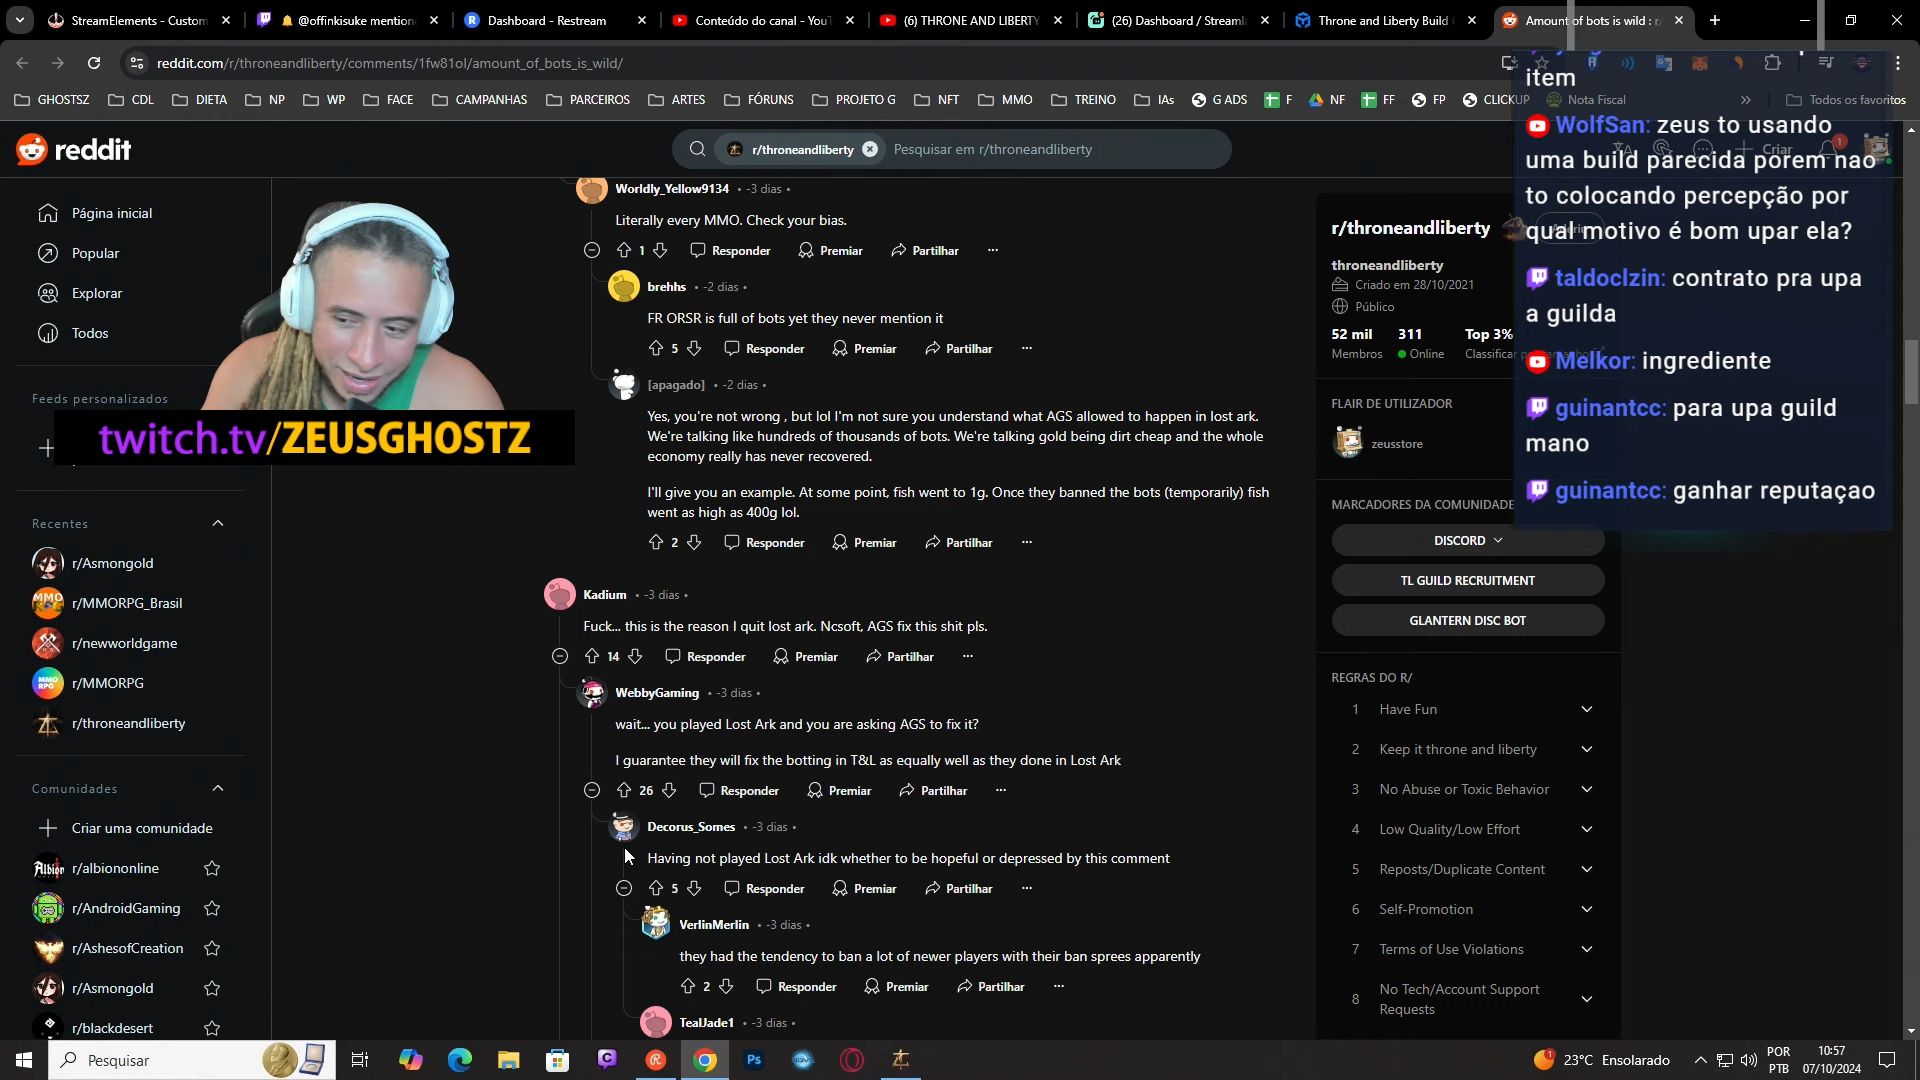 StreamElements - Custom
@offinkisuke mention
Dashboard - Restream
Conteúdo do canal - YouT
(6) THRONE AND LIBERTY
(26) Dashboard / Streamla
Throne and Liberty Build
Amount of bots is wild : r/
reddit.com/r/throneandliberty/comments/1fw81ol/amount_of_bots_is_wild/
GHOSTSZ
CDL
DIETA
NP
WP
FACE
CAMPANHAS
PARCEIROS
ARTES
FÓRUNS
PROJETO G
NFT
MMO
TREINO
IAs
G ADS
F
NF
FF
FP
CLICKUP
Nota Fiscal
Todos os favoritos
reddit
r/throneandliberty
Pesquisar em r/throneandliberty
Criar
1
Página inicial
Popular
Explorar
Todos
Feeds personalizados
twitch.tv/ZEUSGHOSTZ
Recentes
r/Asmongold
r/MMORPG_Brasil
r/newworldgame
r/MMORPG
r/throneandliberty
Comunidades
Criar uma comunidade
r/albiononline
r/AndroidGaming
r/AshesofCreation
r/Asmongold
r/blackdesert
Worldly_Yellow9134 • -3 dias •
Literally every MMO. Check your bias.
1 Responder Premiar Partilhar ...
brehhs • -2 dias •
FR ORSR is full of bots yet they never mention it
5 Responder Premiar Partilhar ...
[apagado] • -2 dias •
Yes, you're not wrong , but lol I'm not sure you understand what AGS allowed to happen in lost ark.
We're talking like hundreds of thousands of bots. We're talking gold being dirt cheap and the whole
economy really has never recovered.
I'll give you an example. At some point, fish went to 1g. Once they banned the bots (temporarily) fish
went as high as 400g lol.
2 Responder Premiar Partilhar ...
Kadium • -3 dias •
Fuck... this is the reason I quit lost ark. Ncsoft, AGS fix this shit pls.
14 Responder Premiar Partilhar ...
WebbyGaming • -3 dias •
wait... you played Lost Ark and you are asking AGS to fix it?
I guarantee they will fix the botting in T&L as equally well as they done in Lost Ark
26 Responder Premiar Partilhar ...
Decorus_Somes • -3 dias •
Having not played Lost Ark idk whether to be hopeful or depressed by this comment
5 Responder Premiar Partilhar ...
VerlinMerlin • -3 dias •
they had the tendency to ban a lot of newer players with their ban sprees apparently
2 Responder Premiar Partilhar ...
TealJade1 • -3 dias •
r/throneandliberty
throneandliberty
Criado em 28/10/2021
Público
52 mil 311 Top 3%
Membros Online Classificar
FLAIR DE UTILIZADOR
zeusstore
MARCADORES DA COMUNIDADE
DISCORD
TL GUILD RECRUITMENT
GLANTERN DISC BOT
REGRAS DO R/
1 Have Fun
2 Keep it throne and liberty
3 No Abuse or Toxic Behavior
4 Low Quality/Low Effort
5 Reposts/Duplicate Content
6 Self-Promotion
7 Terms of Use Violations
8 No Tech/Account Support
Requests
item
WolfSan: zeus to usando
uma build parecida porem nao
to colocando percepção por
qual motivo é bom upar ela?
taldoclzin: contrato pra upa
a guilda
Melkor: ingrediente
guinantcc: para upa guild
mano
guinantcc: ganhar reputaçao
Pesquisar
23°C Ensolarado
POR
PTB
10:57
07/10/2024